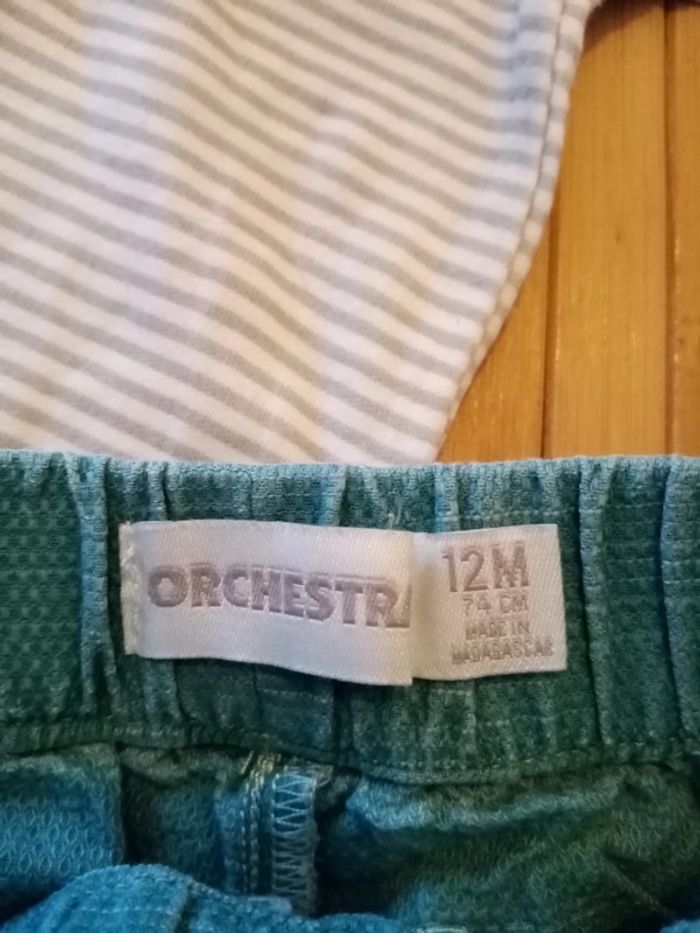 ORCHESTRA
12M
74 CM
MADE IN
MADAGASCAR